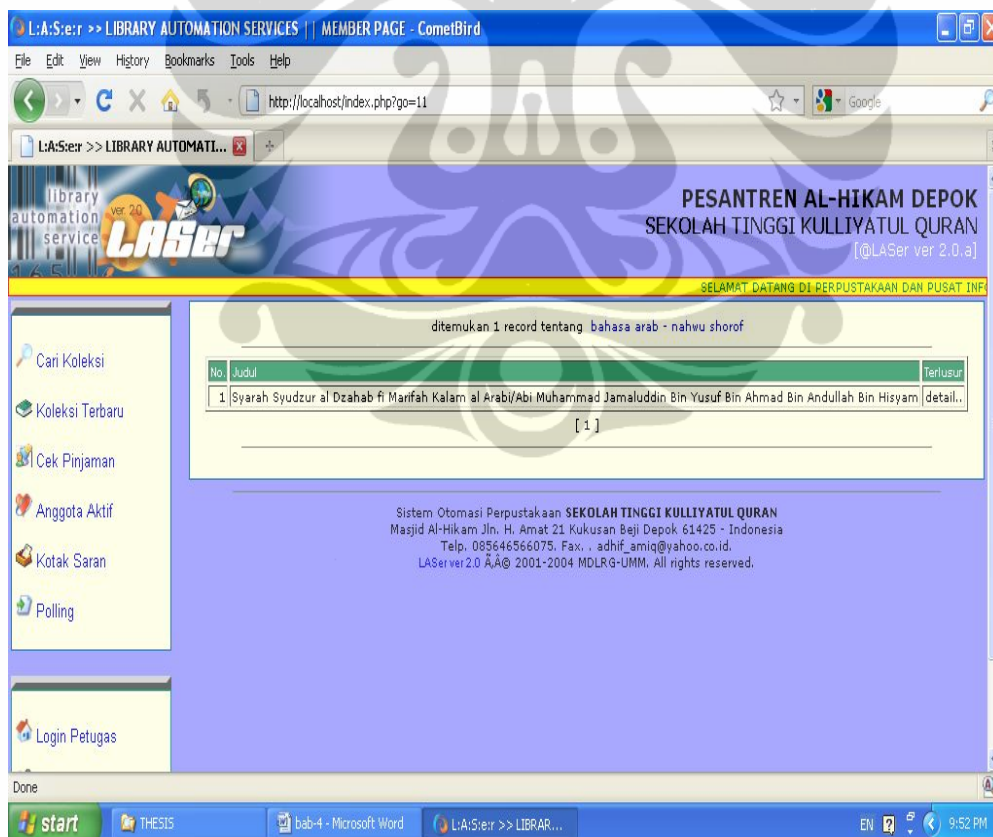 L:A:S:e:r >> LIBRARY AUTOMATION SERVICES || MEMBER PAGE - CometBird
File Edit View History Bookmarks Tools Help
http://localhost/index.php?go=11
Google
L:A:S:e:r >> LIBRARY AUTOMATI...
library
automation
service
ver 2.0
LASer
PESANTREN AL-HIKAM DEPOK
SEKOLAH TINGGI KULLIYATUL QURAN
[@LASer ver 2.0.a]
SELAMAT DATANG DI PERPUSTAKAAN DAN PUSAT INFO
Cari Koleksi
Koleksi Terbaru
Cek Pinjaman
Anggota Aktif
Kotak Saran
Polling
Login Petugas
ditemukan 1 record tentang bahasa arab - nahwu shorof
No. Judul Terlusur
1 Syarah Syudzur al Dzahab fi Marifah Kalam al Arabi/Abi Muhammad Jamaluddin Bin Yusuf Bin Ahmad Bin Andullah Bin Hisyam detail..
[ 1 ]
Sistem Otomasi Perpustakaan SEKOLAH TINGGI KULLIYATUL QURAN
Masjid Al-Hikam Jln. H. Amat 21 Kukusan Beji Depok 61425 - Indonesia
Telp. 085646566075. Fax. . adhif_amiq@yahoo.co.id.
LASer ver 2.0 Ã‚Â© 2001-2004 MDLRG-UMM. All rights reserved.
Done
start THESIS bab-4 - Microsoft Word L:A:S:e:r >> LIBRAR... EN 9:52 PM